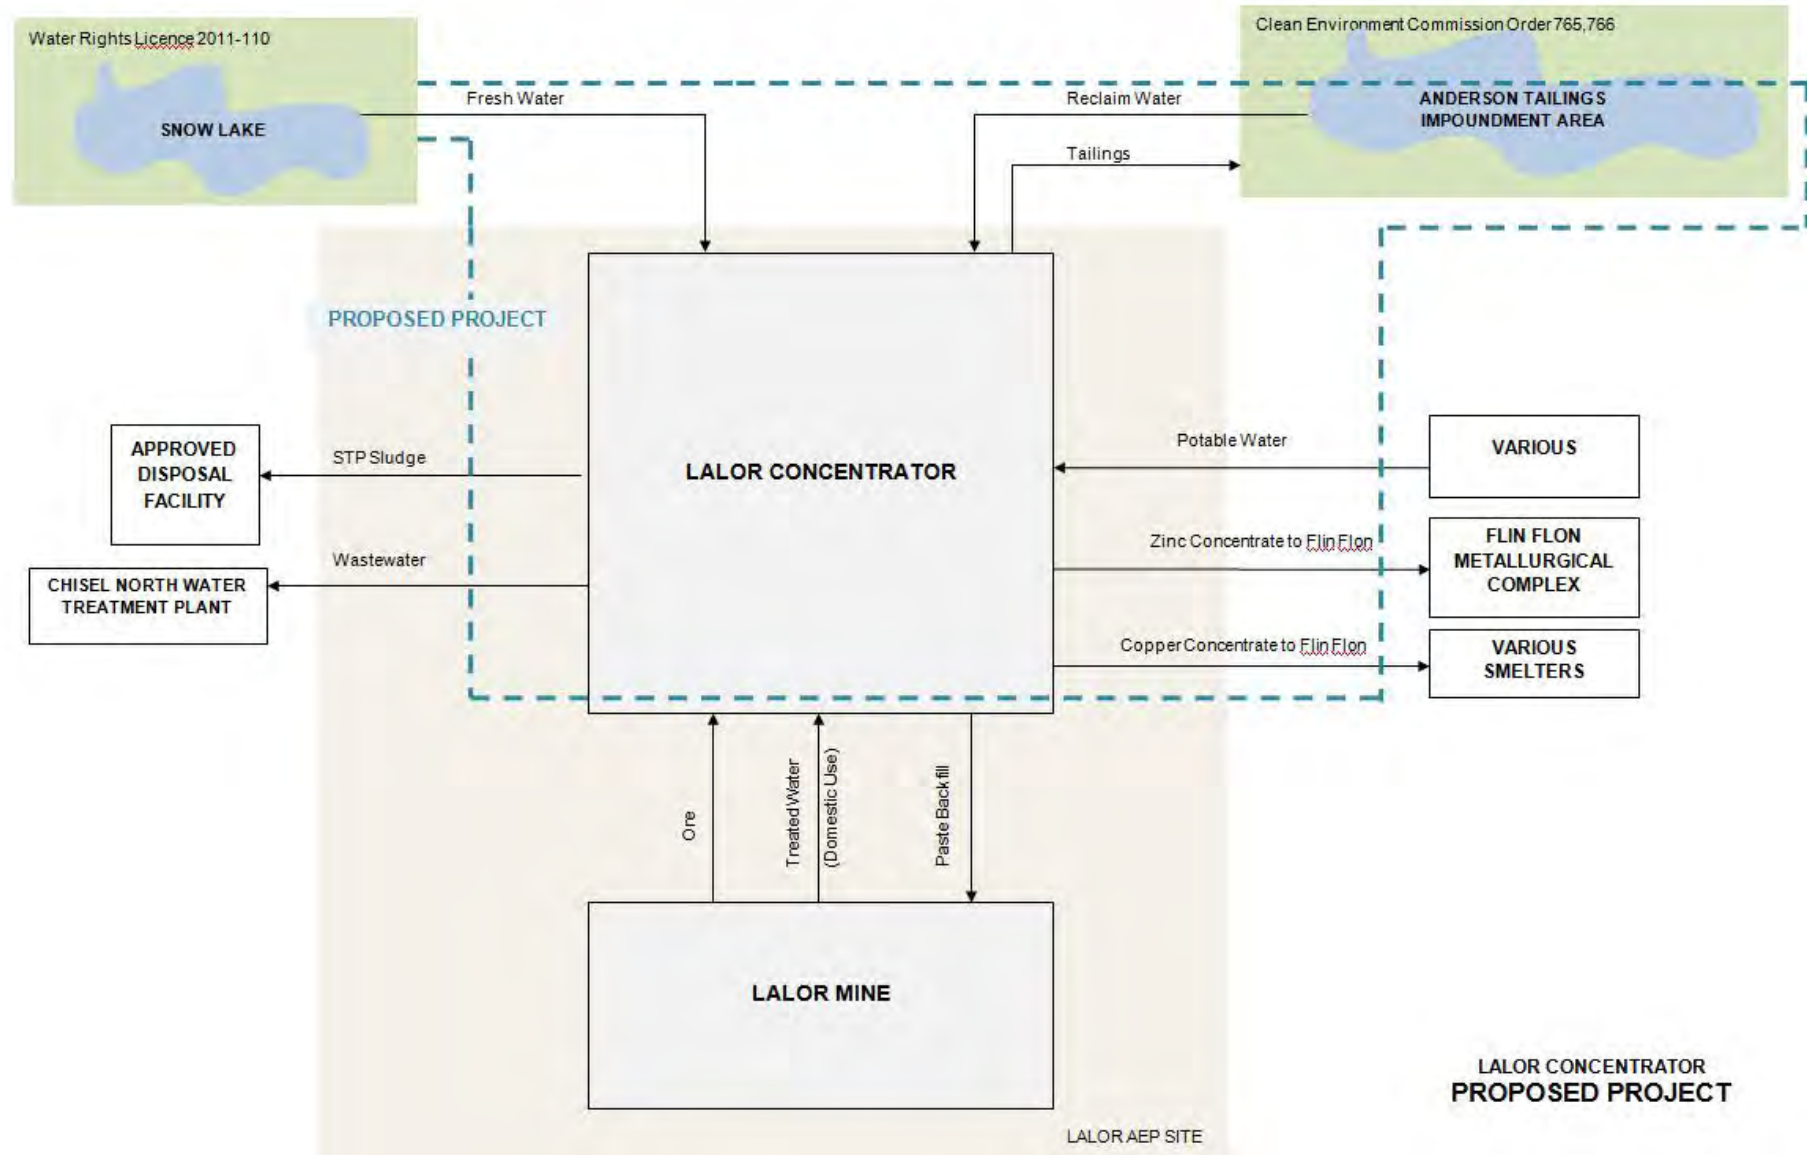 Water Rights Licence 2011-110
Clean Environment Commission Order 765,766
SNOW LAKE
Fresh Water
Reclaim Water
ANDERSON TAILINGS
IMPOUNDMENT AREA
Tailings
PROPOSED PROJECT
APPROVED
DISPOSAL
FACILITY
STP Sludge
LALOR CONCENTRATOR
Potable Water
VARIOUS
Zinc Concentrate to Flin Flon
FLIN FLON
METALLURGICAL
COMPLEX
Wastewater
CHISEL NORTH WATER
TREATMENT PLANT
Copper Concentrate to Flin Flon
VARIOUS
SMELTERS
Ore
Treated Water
(Domestic Use)
Paste Backfill
LALOR MINE
LALOR CONCENTRATOR
PROPOSED PROJECT
LALOR AEP SITE